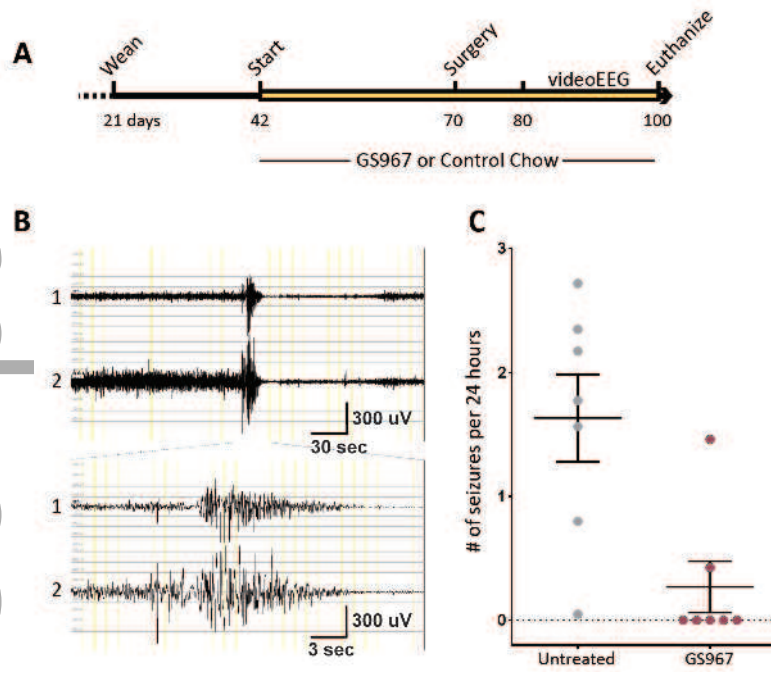 A
Wean
Start
Surgery
Euthanize
videoEEG
21 days
42
70
80
100
GS967 or Control Chow
B
1
2
300 uV
30 sec
1
2
300 uV
3 sec
C
# of seizures per 24 hours
3
2
1
0
Untreated
GS967